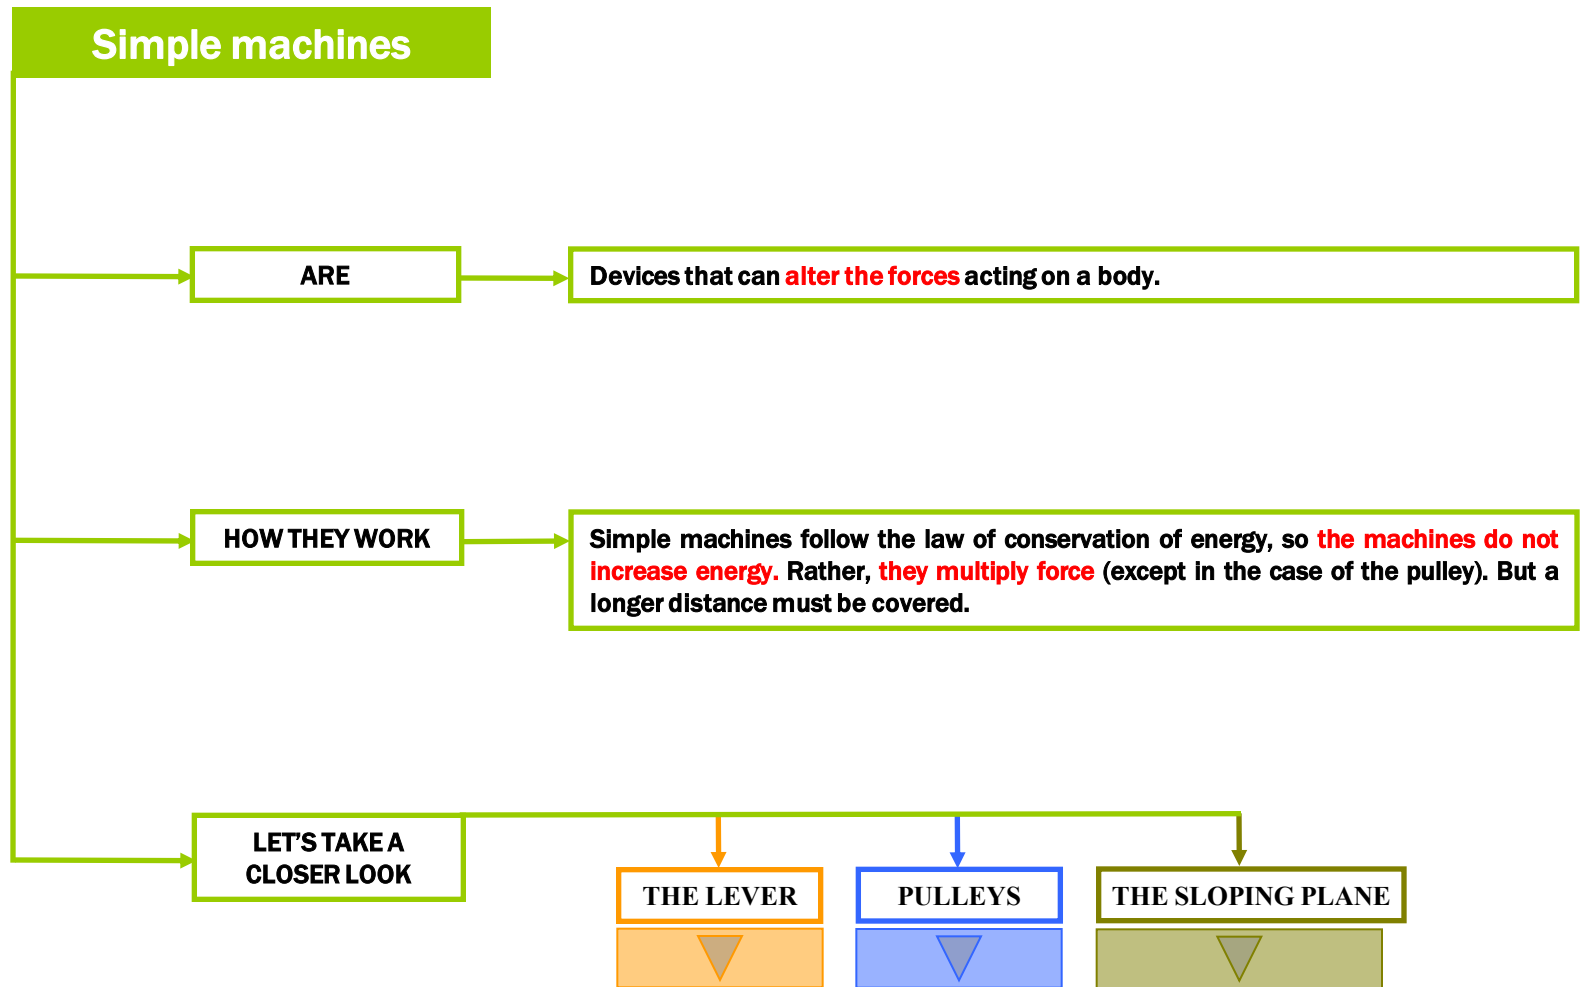 Simple machines
ARE
Devices that can alter the forces acting on a body.
HOW THEY WORK
Simple machines follow the law of conservation of energy, so the machines do not
increase energy. Rather, they multiply force (except in the case of the pulley). But a
longer distance must be covered.
LET’S TAKE A
CLOSER LOOK
THE LEVER
PULLEYS
THE SLOPING PLANE